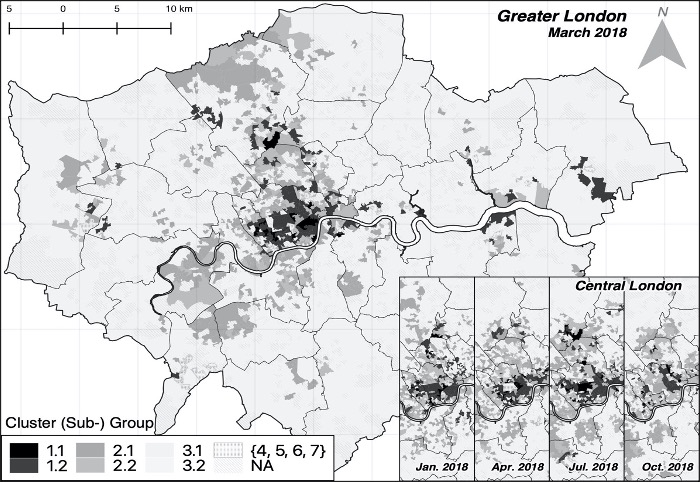 5 0 5 10 km
Greater London
March 2018
N
Central London
Jan. 2018 Apr. 2018 Jul. 2018 Oct. 2018
Cluster (Sub-) Group
1.1 2.1 3.1 {4, 5, 6, 7}
1.2 2.2 3.2 NA